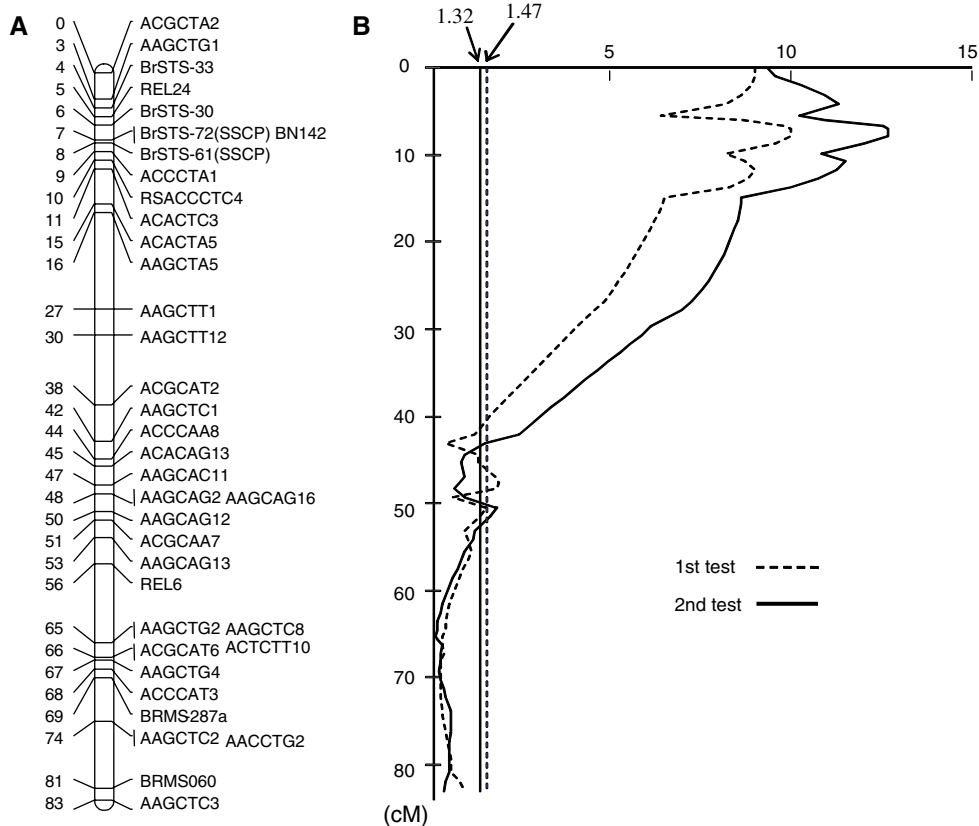 A
0 ACGCTA2
3 AAGCTG1
4 BrSTS-33
5 REL24
6 BrSTS-30
7 BrSTS-72(SSCP) BN142
8 BrSTS-61(SSCP)
9 ACCCTA1
10 RSACCCTC4
11 ACACTC3
15 ACACTA5
16 AAGCTA5
27 AAGCTT1
30 AAGCTT12
38 ACGCAT2
42 AAGCTC1
44 ACCCAA8
45 ACACAG13
47 AAGCAC11
48 AAGCAG2 AAGCAG16
50 AAGCAG12
51 ACGCAA7
53 AAGCAG13
56 REL6
65 AAGCTG2 AAGCTC8
66 ACGCAT6 ACTCTT10
67 AAGCTG4
68 ACCCAT3
69 BRMS-287a
74 AAGCTC2 AACCTG2
81 BRMS060
83 AAGCTC3
B
1.32 1.47
5 10 15
0
10
20
30
40
50
60
70
80
(cM)
1st test
2nd test